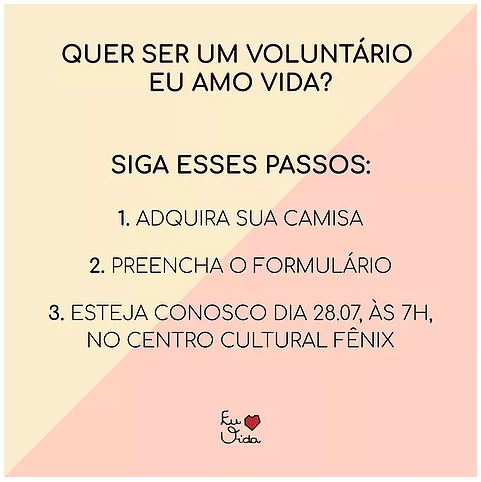 QUER SER UM VOLUNTÁRIO
EU AMO VIDA?
SIGA ESSES PASSOS:
1. ADQUIRA SUA CAMISA
2. PREENCHA O FORMULÁRIO
3. ESTEJA CONOSCO DIA 28.07, ÀS 7H,
NO CENTRO CULTURAL FÊNIX
Eu
Vida